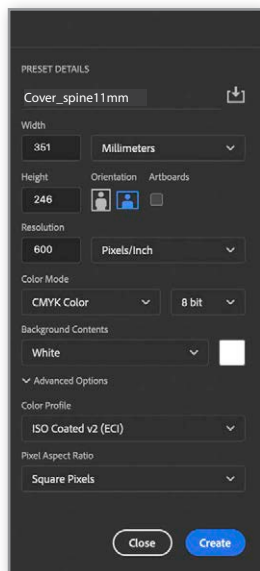 PRESET DETAILS
Cover_spine11mm
Width
351 Millimeters
Height Orientation Artboards
246
Resolution
600 Pixels/Inch
Color Mode
CMYK Color 8 bit
Background Contents
White
Advanced Options
Color Profile
ISO Coated v2 (ECI)
Pixel Aspect Ratio
Square Pixels
Close Create